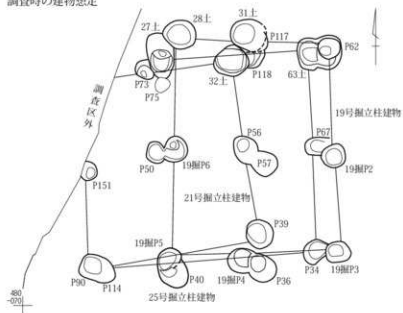 調査時の建物想定
31土
28土
27土
P117
P62
P118
63土
32土
P73
P75
調査区外
19号掘立柱建物
P56
P67
P50
19掘P6
P57
19掘P2
P151
21号掘立柱建物
P39
19掘P5
P90
P114
P40
19掘P4
P36
P34
19掘P3
25号掘立柱建物
480
-070